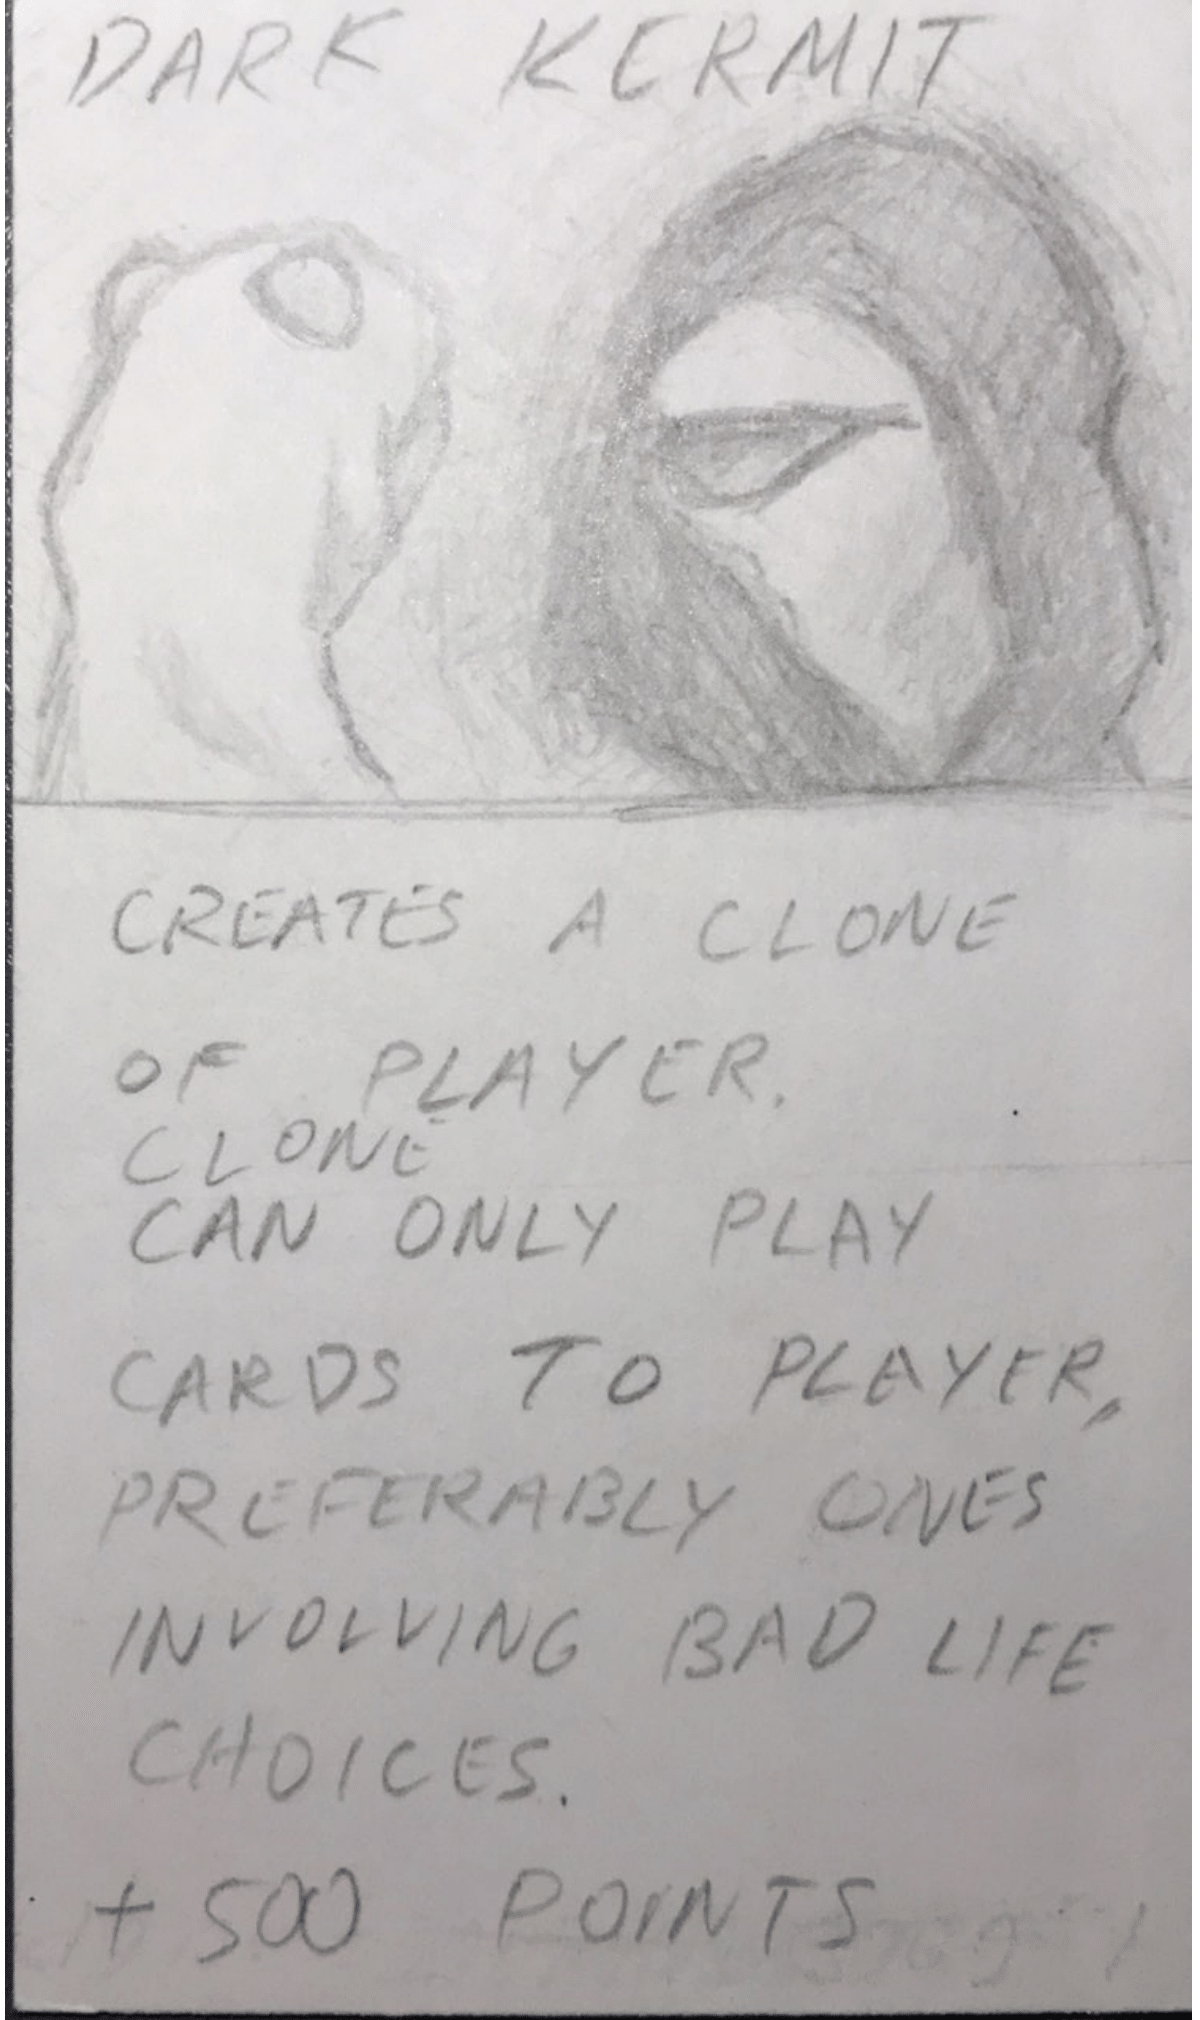 DARK KERMIT
CREATES A CLONE
OF PLAYER.
CLONE
CAN ONLY PLAY
CARDS TO PLAYER,
PREFERABLY ONES
INVOLVING BAD LIFE
CHOICES.
+ 500 POINTS